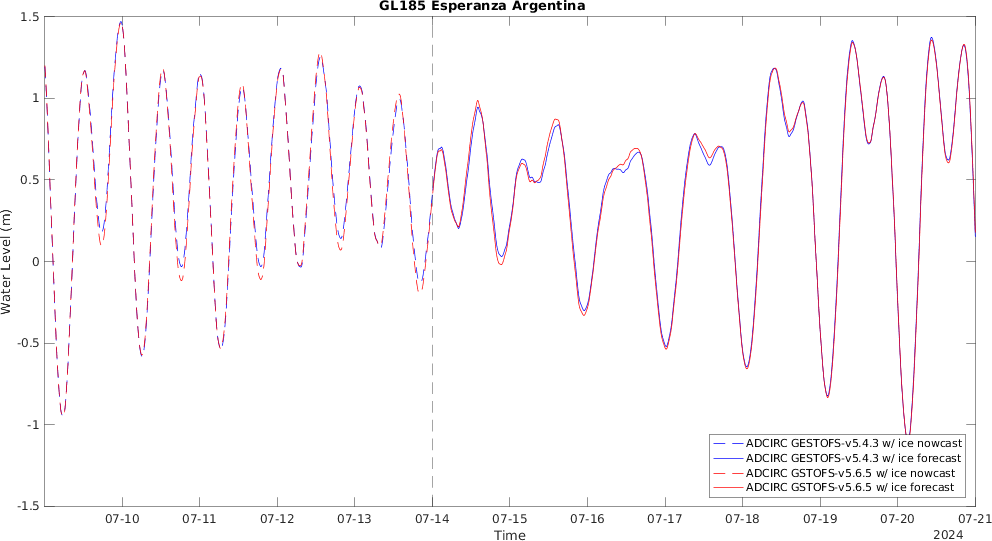 GL185 Esperanza Argentina
1.5
1
0.5
0
-0.5
-1
-1.5
Water Level (m)
07-10 07-11 07-12 07-13 07-14 07-15 07-16 07-17 07-18 07-19 07-20 07-21
Time
2024
ADCIRC GESTOFS-v5.4.3 w/ ice nowcast
ADCIRC GESTOFS-v5.4.3 w/ ice forecast
ADCIRC GSTOFS-v5.6.5 w/ ice nowcast
ADCIRC GSTOFS-v5.6.5 w/ ice forecast